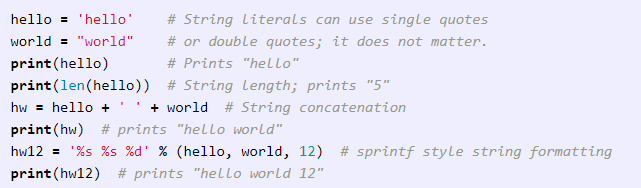 hello = 'hello'    # String literals can use single quotes
world = "world"    # or double quotes; it does not matter.
print(hello)       # Prints "hello"
print(len(hello))  # String length; prints "5"
hw = hello + ' ' + world  # String concatenation
print(hw)  # prints "hello world"
hw12 = '%s %s %d' % (hello, world, 12)  # sprintf style string formatting
print(hw12)  # prints "hello world 12"